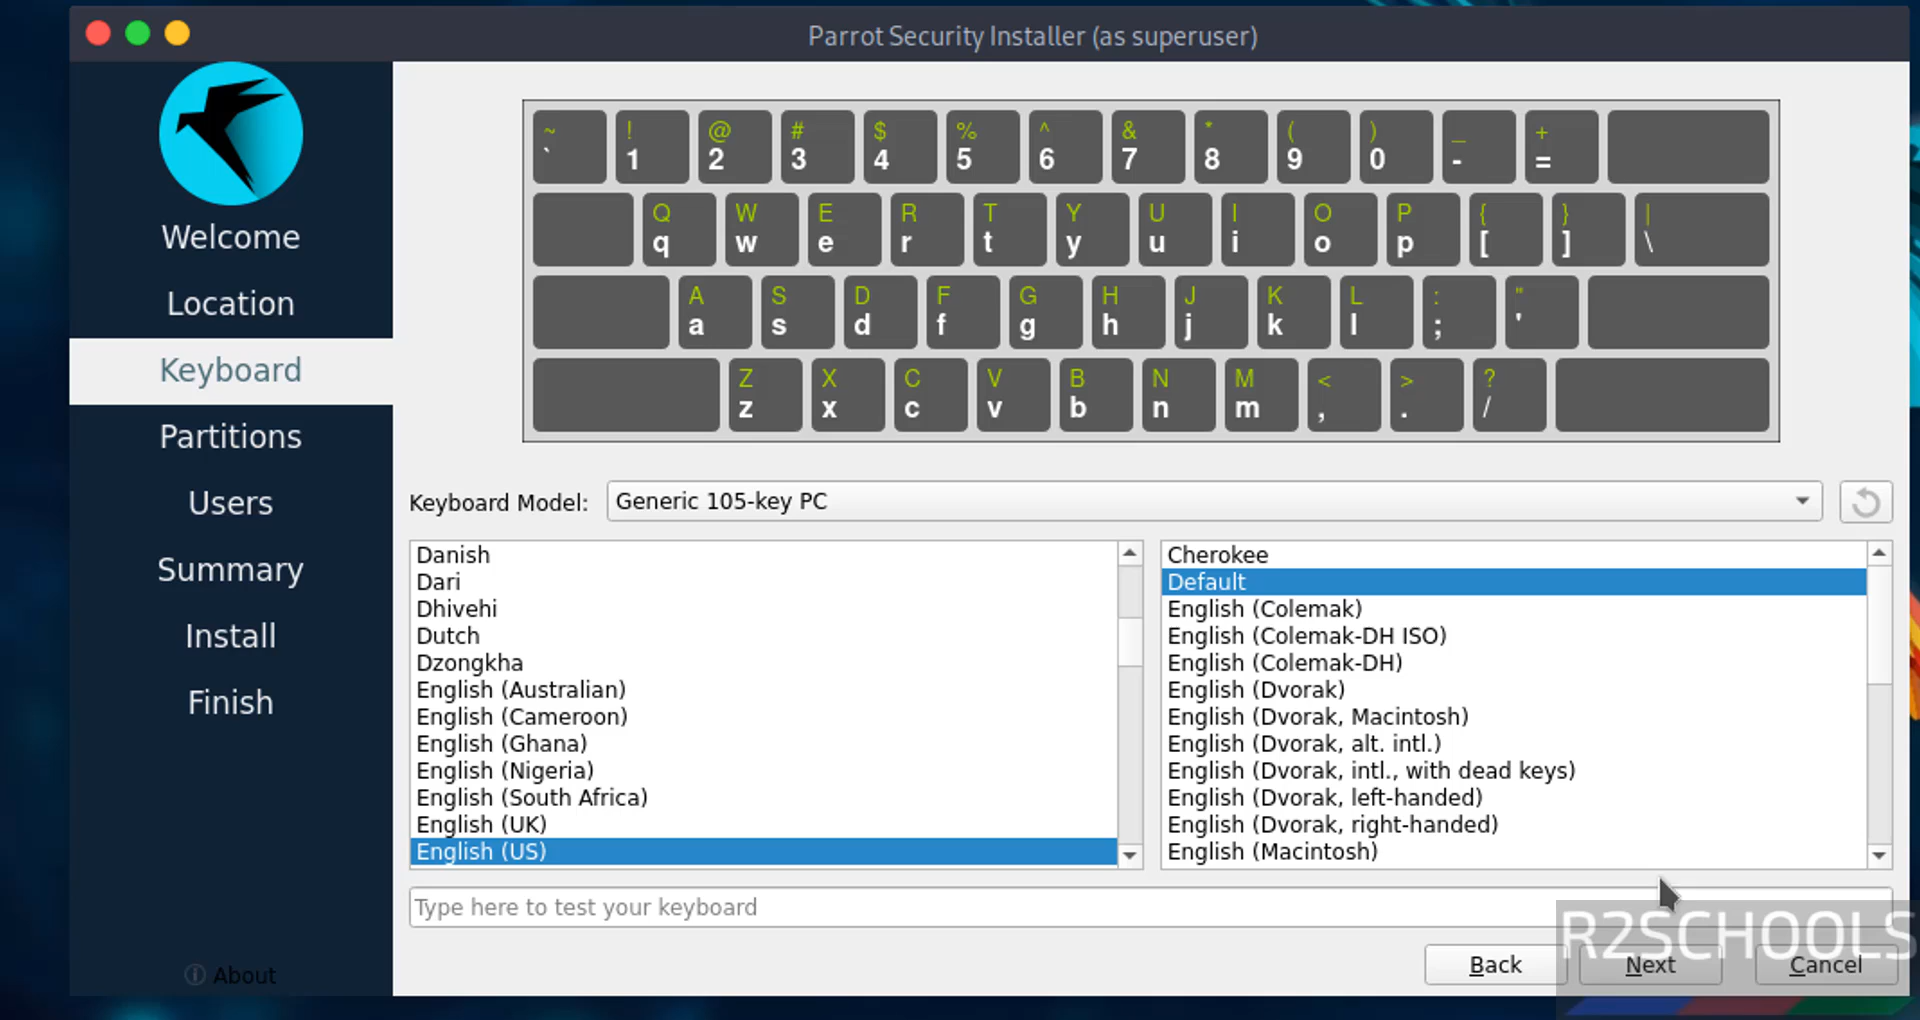 Parrot Security Installer (as superuser)
Welcome
Location
Keyboard
Partitions
Users
Summary
Install
Finish
About
~ ! @ # $ % ^ & * ( ) _ +
` 1 2 3 4 5 6 7 8 9 0 - =
Q W E R T Y U I O P { } |
q w e r t y u i o p [ ] \
A S D F G H J K L : "
a s d f g h j k l ; '
Z X C V B N M < > ?
z x c v b n m , . /
Keyboard Model: Generic 105-key PC
Danish
Dari
Dhivehi
Dutch
Dzongkha
English (Australian)
English (Cameroon)
English (Ghana)
English (Nigeria)
English (South Africa)
English (UK)
English (US)
Cherokee
Default
English (Colemak)
English (Colemak-DH ISO)
English (Colemak-DH)
English (Dvorak)
English (Dvorak, Macintosh)
English (Dvorak, alt. intl.)
English (Dvorak, intl., with dead keys)
English (Dvorak, left-handed)
English (Dvorak, right-handed)
English (Macintosh)
Type here to test your keyboard
R2SCHOOLS
Back Next Cancel